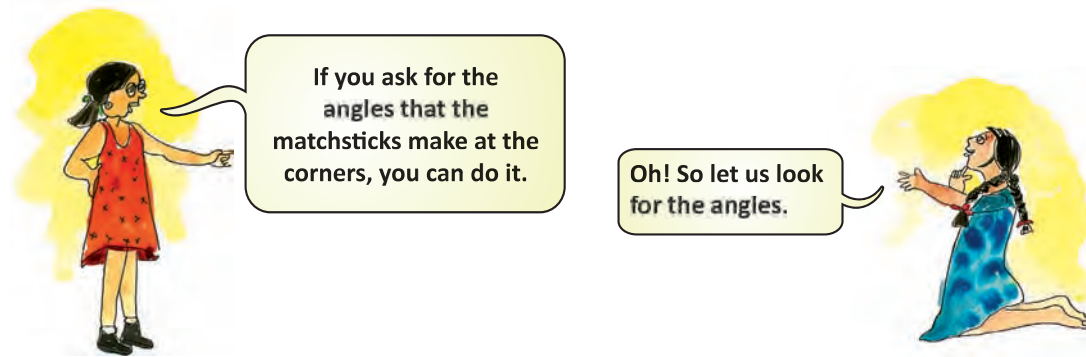 If you ask for the
angles that the
matchsticks make at the
corners, you can do it.
Oh! So let us look
for the angles.